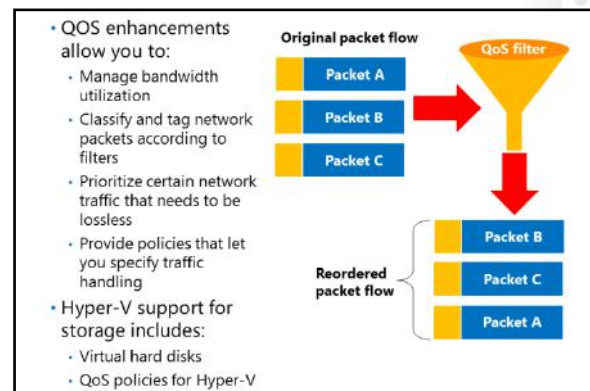 • QOS enhancements
allow you to:
• Manage bandwidth
utilization
• Classify and tag network
packets according to
filters
• Prioritize certain network
traffic that needs to be
lossless
• Provide policies that let
you specify traffic
handling
• Hyper-V support for
storage includes:
• Virtual hard disks
• QoS policies for Hyper-V
Original packet flow
Packet A
Packet B
Packet C
QoS filter
Reordered
packet flow
Packet B
Packet C
Packet A